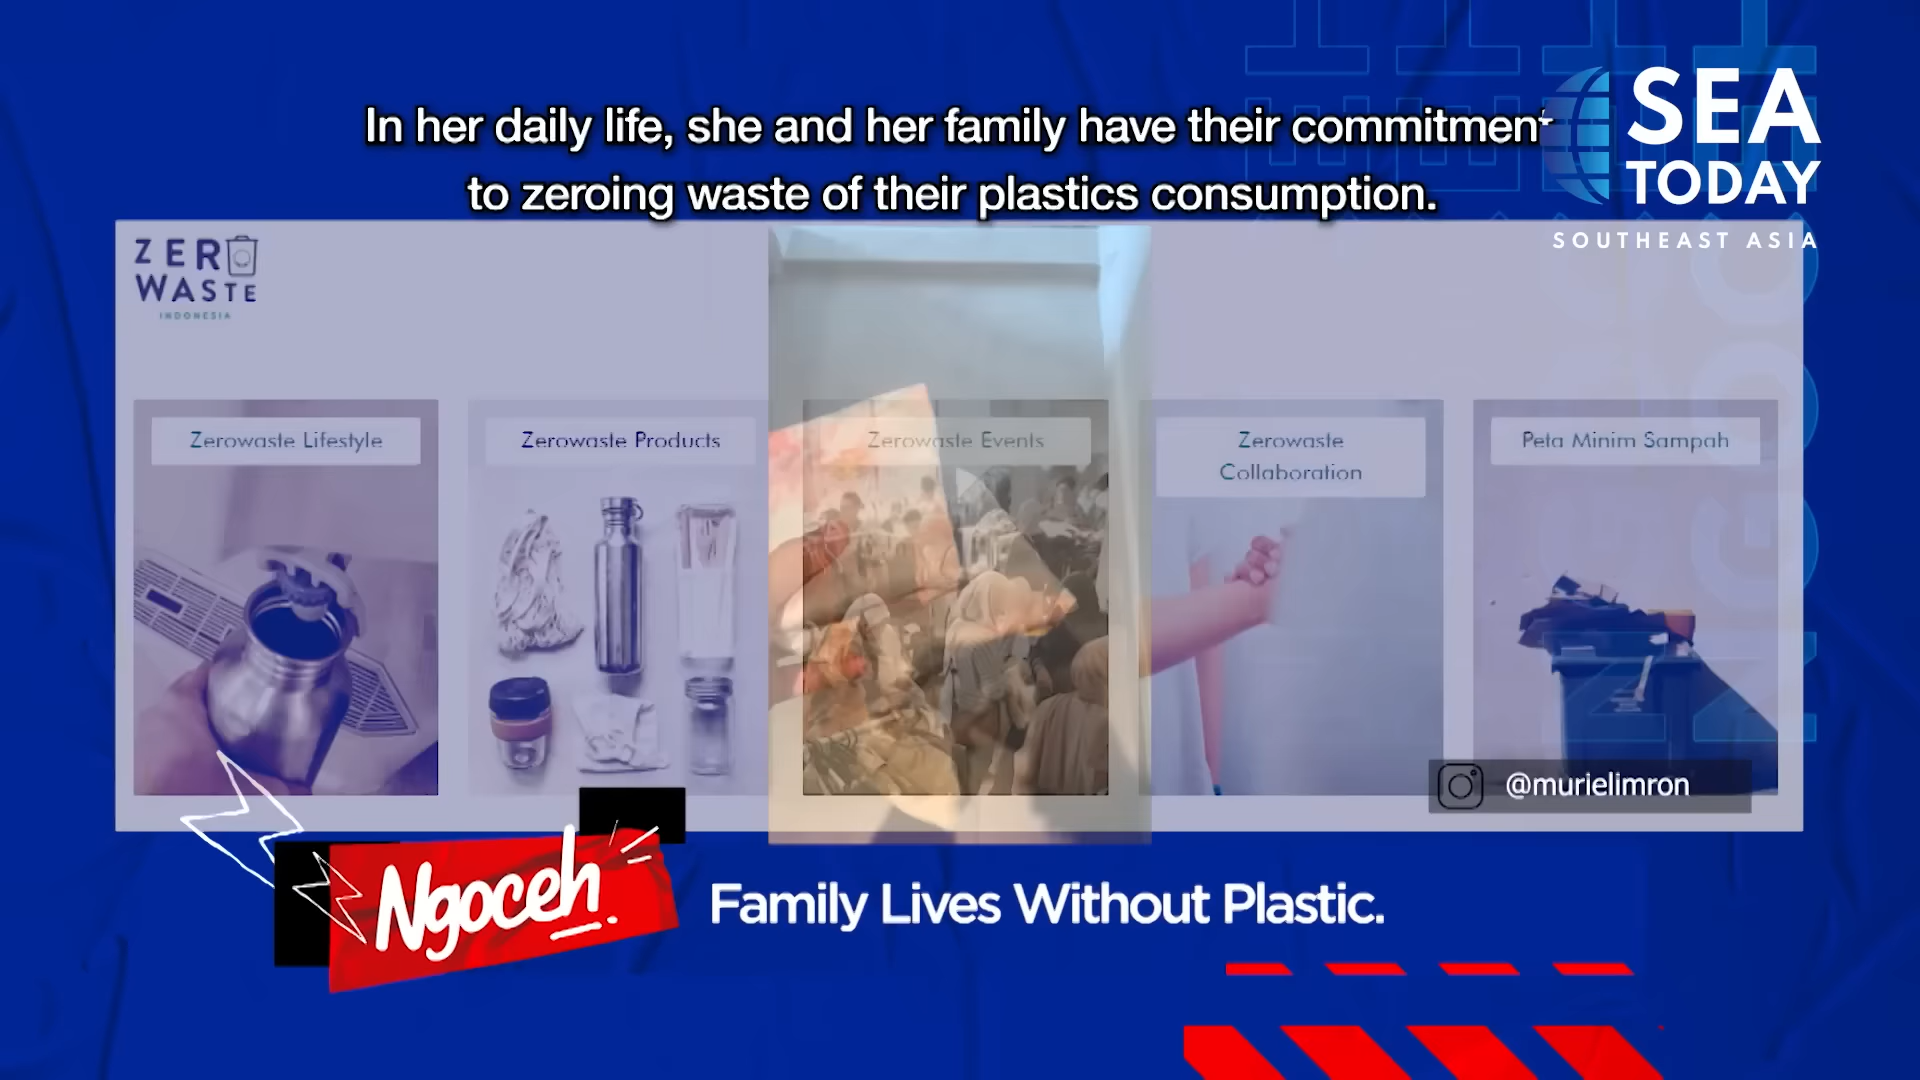 In her daily life, she and her family have their commitment
to zeroing waste of their plastics consumption.
SEA
TODAY
SOUTHEAST ASIA
ZERO
WASTE
INDONESIA
Zerowaste Lifestyle
Zerowaste Products
Zerowaste Events
Zerowaste
Collaboration
Peta Minim Sampah
@murielimron
Ngoceh
Family Lives Without Plastic.